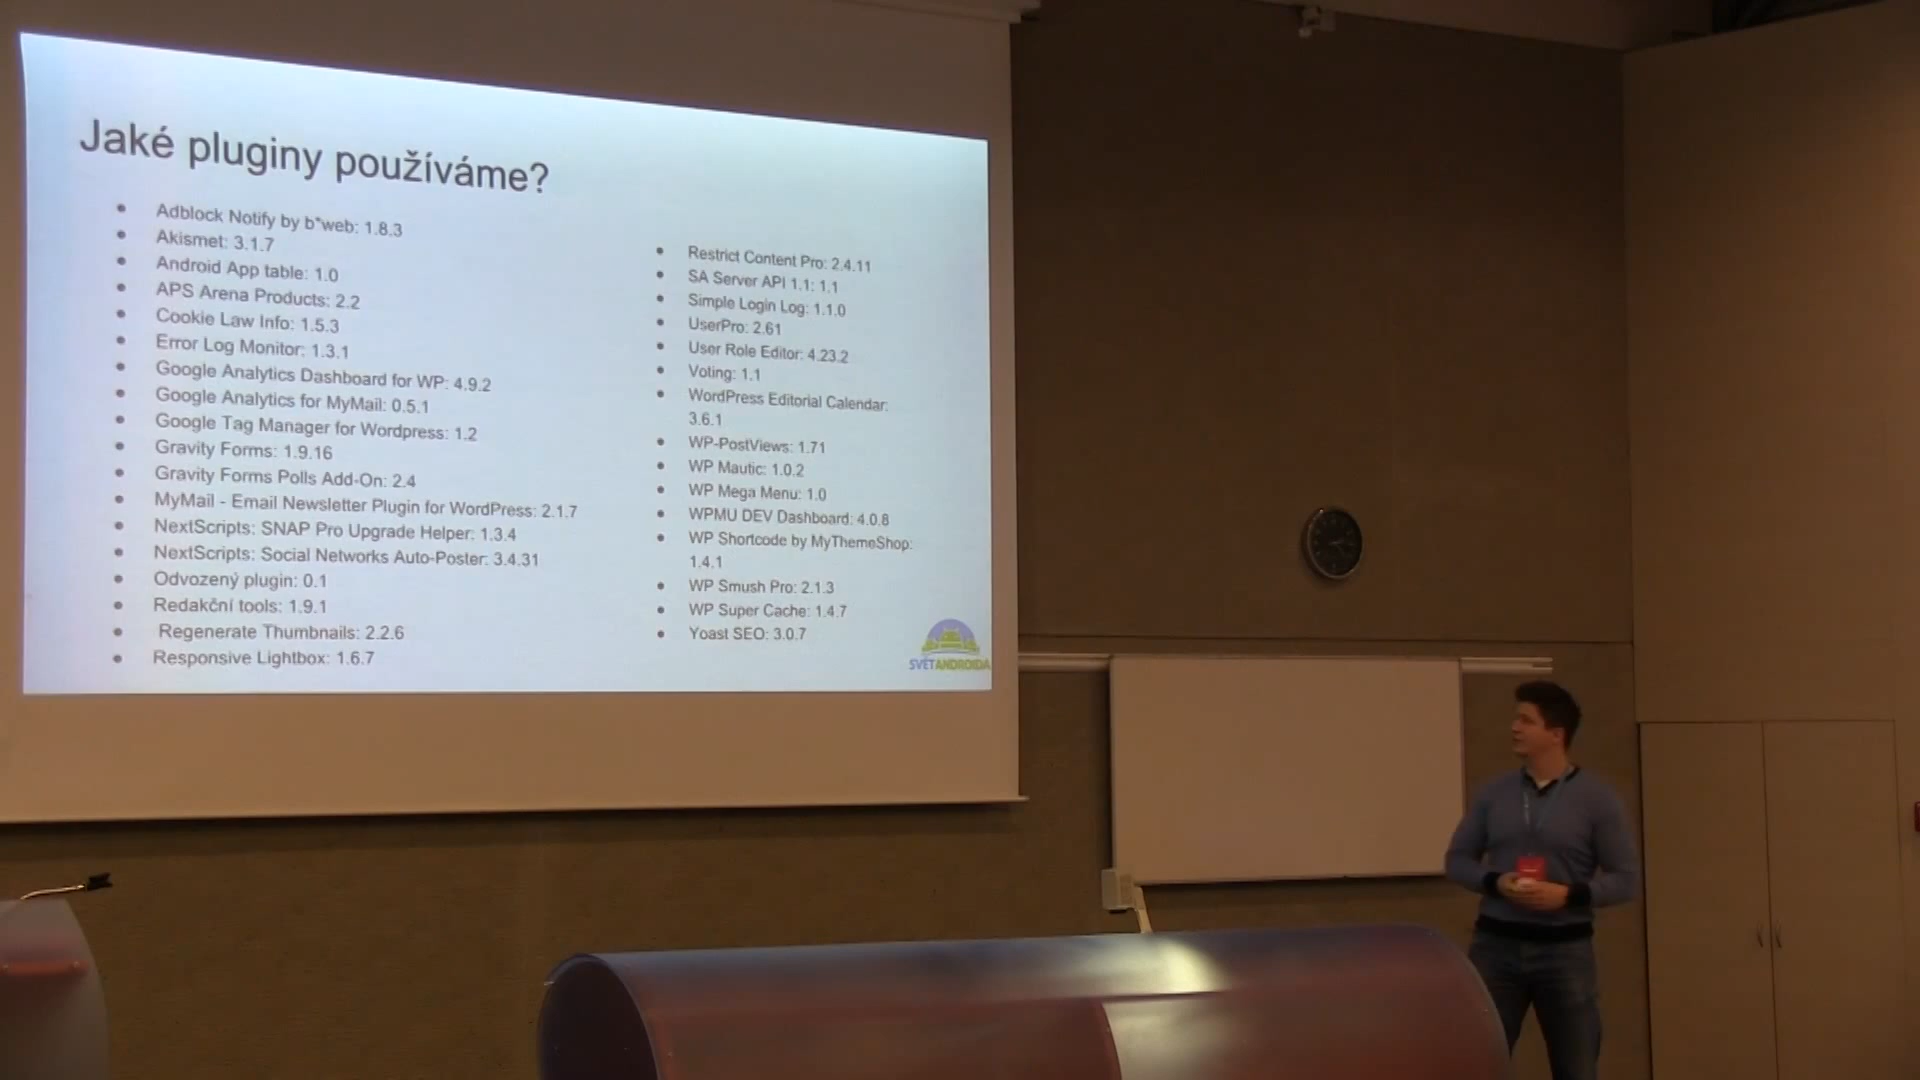 Jaké pluginy používáme?
Adblock Notify by b*web: 1.8.3
Akismet: 3.1.7
Android App table: 1.0
APS Arena Products: 2.2
Cookie Law Info: 1.5.3
Error Log Monitor: 1.3.1
Google Analytics Dashboard for WP: 4.9.2
Google Analytics for MyMail: 0.5.1
Google Tag Manager for Wordpress: 1.2
Gravity Forms: 1.9.16
Gravity Forms Polls Add-On: 2.4
MyMail - Email Newsletter Plugin for WordPress: 2.1.7
NextScripts: SNAP Pro Upgrade Helper: 1.3.4
NextScripts: Social Networks Auto-Poster: 3.4.31
Odvozený plugin: 0.1
Redakční tools: 1.9.1
Regenerate Thumbnails: 2.2.6
Responsive Lightbox: 1.6.7
Restrict Content Pro: 2.4.11
SA Server API 1.1: 1.1
Simple Login Log: 1.1.0
UserPro: 2.61
User Role Editor: 4.23.2
Voting: 1.1
WordPress Editorial Calendar:
3.6.1
WP-PostViews: 1.71
WP Mautic: 1.0.2
WP Mega Menu: 1.0
WPMU DEV Dashboard: 4.0.8
WP Shortcode by MyThemeShop:
1.4.1
WP Smush Pro: 2.1.3
WP Super Cache: 1.4.7
Yoast SEO: 3.0.7
SVĚTANDROIDA